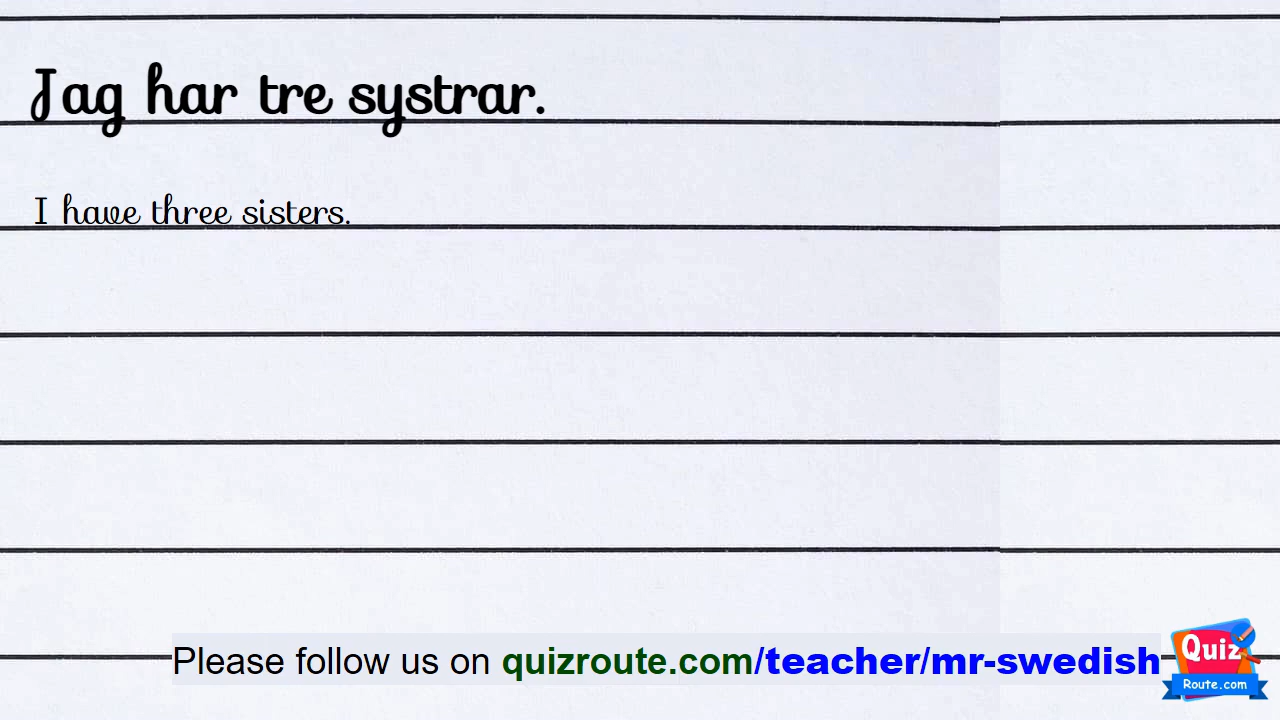 Jag har tre systrar.
I have three sisters.
Please follow us on quizroute.com/teacher/mr-swedish
Quiz
Route.com